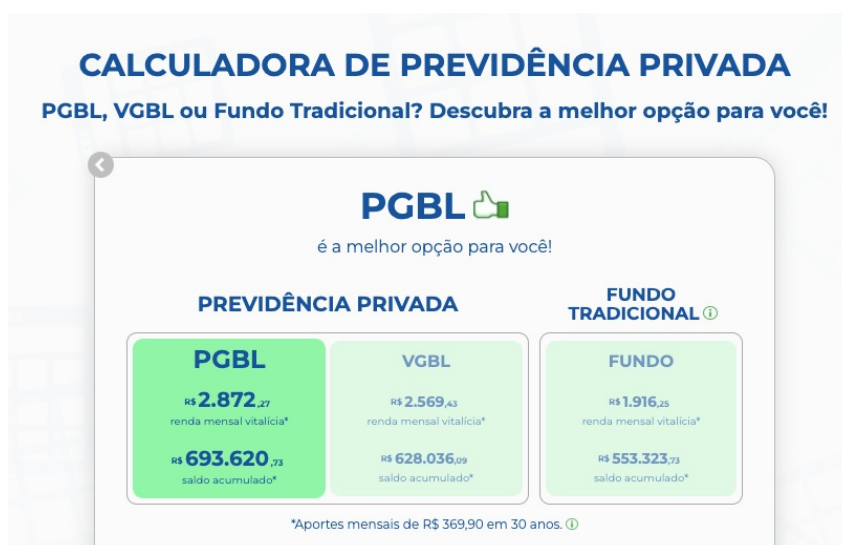 CALCULADORA DE PREVIDÊNCIA PRIVADA
PGBL, VGBL ou Fundo Tradicional? Descubra a melhor opção para você!
PGBL
é a melhor opção para você!
PREVIDÊNCIA PRIVADA
FUNDO
TRADICIONAL
PGBL
R$ 2.872,27
renda mensal vitalícia*
R$ 693.620,73
saldo acumulado*
VGBL
R$ 2.569,43
renda mensal vitalícia*
R$ 628.036,09
saldo acumulado*
FUNDO
R$ 1.916,25
renda mensal vitalícia*
R$ 553.323,73
saldo acumulado*
*Aportes mensais de R$ 369,90 em 30 anos.